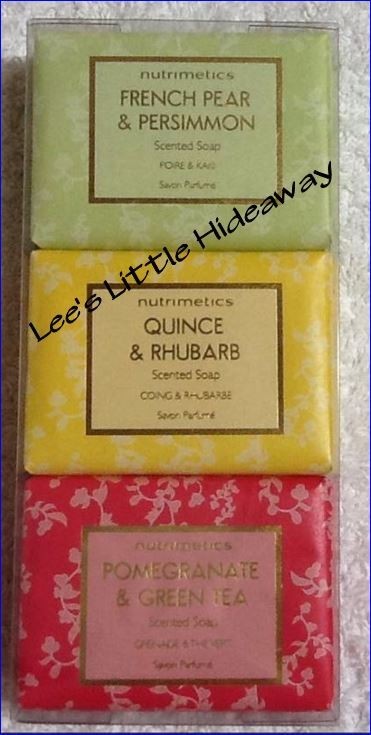 nutrimetics
FRENCH PEAR
& PERSIMMON
Scented Soap
POIRE & KAKI
Savon Parfumé
Lee's Little Hideaway
nutrimetics
QUINCE
& RHUBARB
Scented Soap
COING & RHUBARBE
Savon Parfumé
nutrimetics
POMEGRANATE
& GREEN TEA
Scented Soap
GRENADE & THE VERT
Savon Parfumé